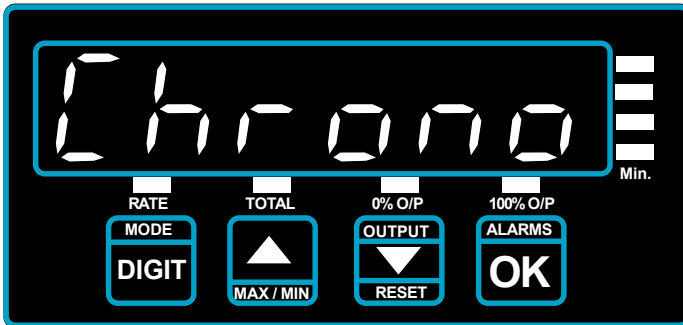 Chrono
Min.
RATE TOTAL 0% O/P 100% O/P
MODE OUTPUT ALARMS
DIGIT OK
MAX / MIN RESET